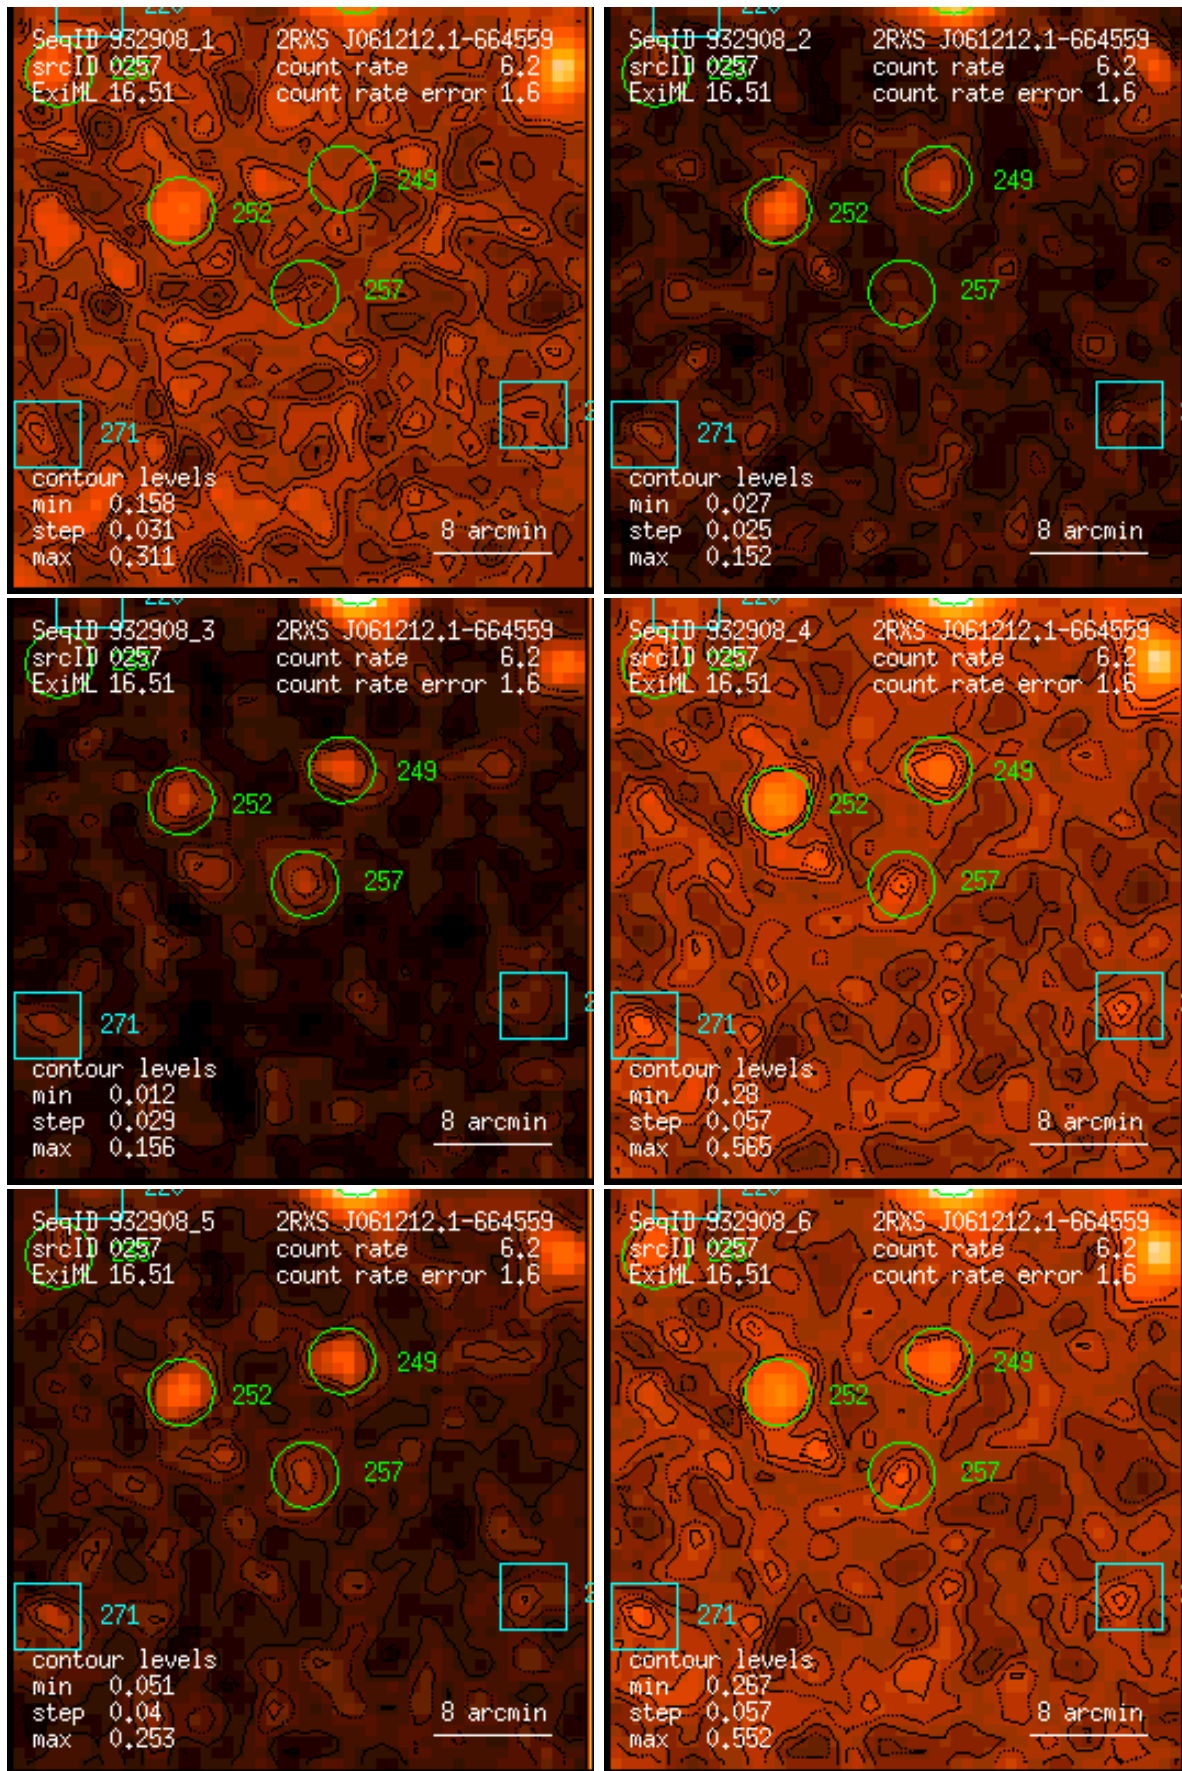 SeqID 932908_1 2RXS J061212.1-664559
srcID 0257 count rate 6.2
ExiML 16.51 count rate error 1.6
249
252
257
271
contour levels
min 0.158
step 0.031
max 0.311
8 arcmin
SeqID 932908_2 2RXS J061212.1-664559
srcID 0257 count rate 6.2
ExiML 16.51 count rate error 1.6
249
252
257
271
contour levels
min 0.027
step 0.025
max 0.152
8 arcmin
SeqID 932908_3 2RXS J061212.1-664559
srcID 0257 count rate 6.2
ExiML 16.51 count rate error 1.6
249
252
257
271
contour levels
min 0.012
step 0.029
max 0.156
8 arcmin
SeqID 932908_4 2RXS J061212.1-664559
srcID 0257 count rate 6.2
ExiML 16.51 count rate error 1.6
249
252
257
271
contour levels
min 0.28
step 0.057
max 0.565
8 arcmin
SeqID 932908_5 2RXS J061212.1-664559
srcID 0257 count rate 6.2
ExiML 16.51 count rate error 1.6
249
252
257
271
contour levels
min 0.051
step 0.04
max 0.253
8 arcmin
SeqID 932908_6 2RXS J061212.1-664559
srcID 0257 count rate 6.2
ExiML 16.51 count rate error 1.6
249
252
257
271
contour levels
min 0.267
step 0.057
max 0.552
8 arcmin